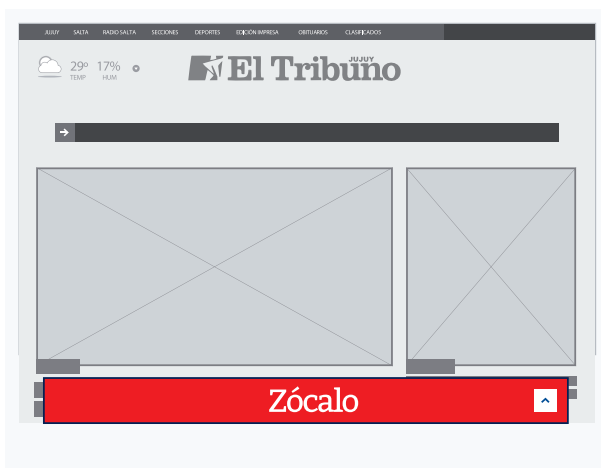 JUJUY SALTA RADIO SALTA SECCIONES DEPORTES EDICIÓN IMPRESA OBITUARIOS CLASIFICADOS
29º 17%
TEMP HUM
JUJUY
El Tribuno
Zócalo